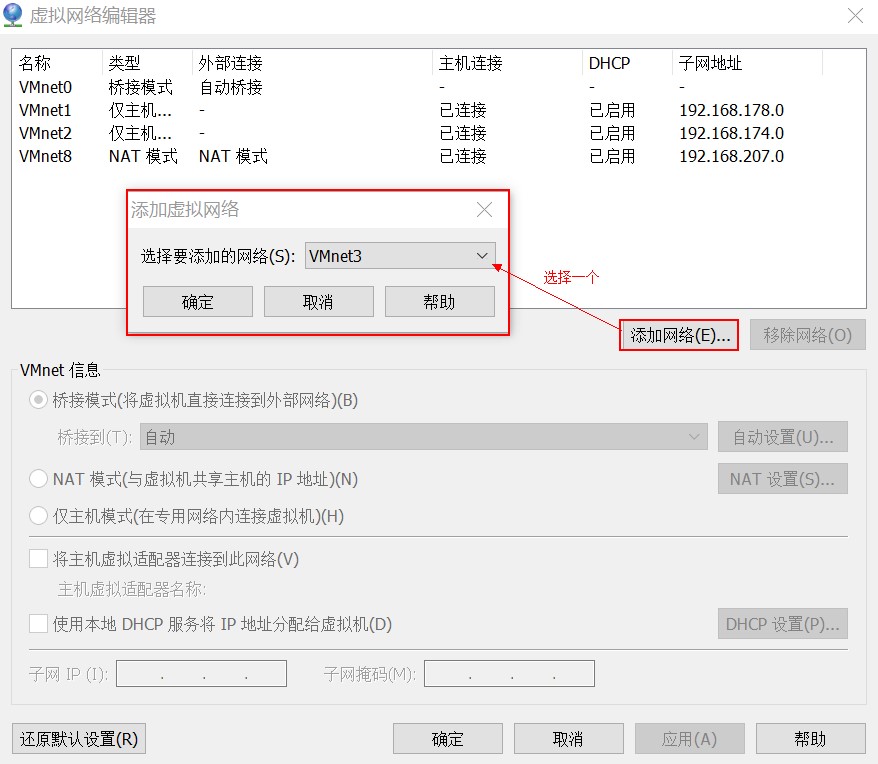 虚拟网络编辑器
名称 类型 外部连接 主机连接 DHCP 子网地址
VMnet0 桥接模式 自动桥接 - - -
VMnet1 仅主机... - 已连接 已启用 192.168.178.0
VMnet2 仅主机... - 已连接 已启用 192.168.174.0
VMnet8 NAT 模式 NAT 模式 已连接 已启用 192.168.207.0
添加虚拟网络
选择要添加的网络(S): VMnet3
确定 取消 帮助
选择一个
添加网络(E)... 移除网络(O)
VMnet 信息
桥接模式(将虚拟机直接连接到外部网络)(B)
桥接到(T): 自动 自动设置(U)...
NAT 模式(与虚拟机共享主机的 IP 地址)(N) NAT 设置(S)...
仅主机模式(在专用网络内连接虚拟机)(H)
将主机虚拟适配器连接到此网络(V)
主机虚拟适配器名称:
使用本地 DHCP 服务将 IP 地址分配给虚拟机(D) DHCP 设置(P)...
子网 IP (I): . . . 子网掩码(M): . . .
还原默认设置(R) 确定 取消 应用(A) 帮助